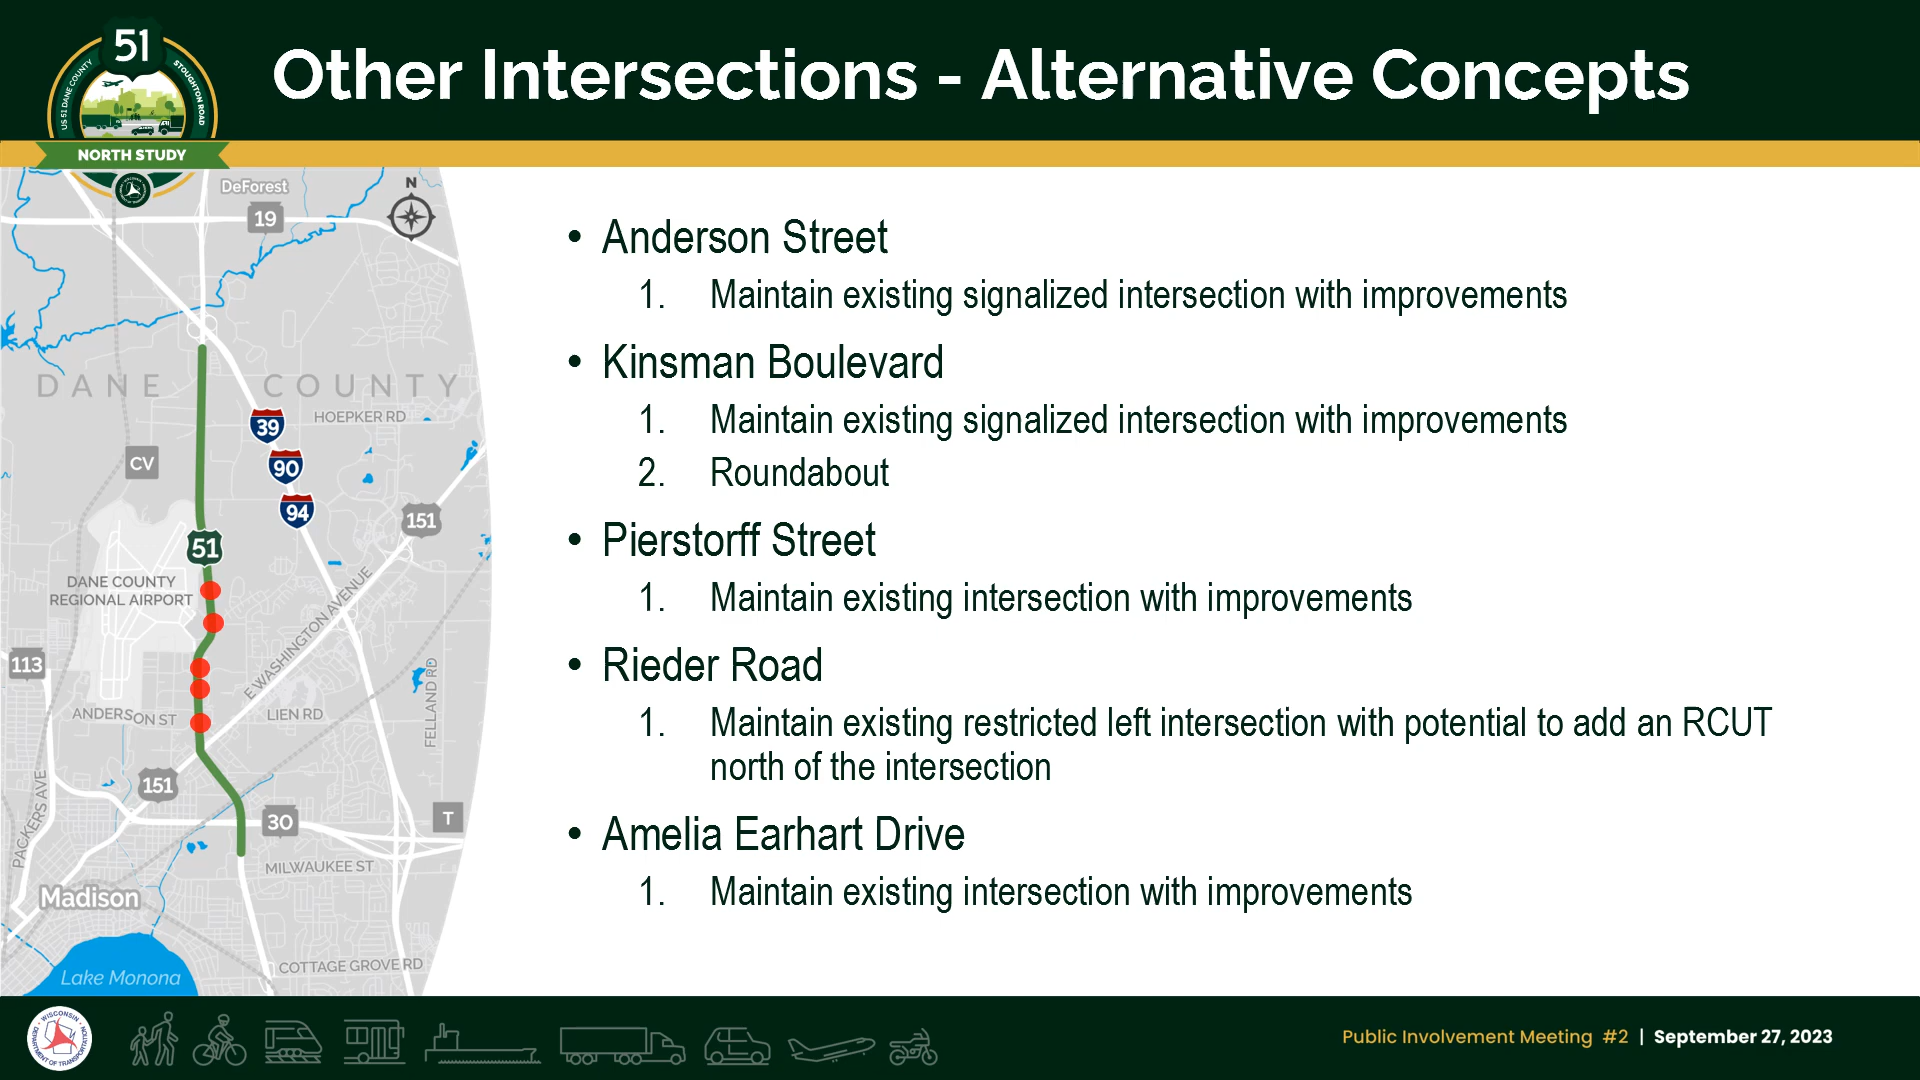 51
US 51 DANE COUNTY
STOUGHTON ROAD
NORTH STUDY
Other Intersections - Alternative Concepts
DeForest
N
19
DANE COUNTY
HOEPKER RD
39
CV
90
94
151
51
DANE COUNTY
REGIONAL AIRPORT
E WASHINGTON AVENUE
113
FELLAND RD
ANDERSON ST
LIEN RD
151
PACKERS AVE
30
T
MILWAUKEE ST
Madison
COTTAGE GROVE RD
Lake Monona
• Anderson Street
1. Maintain existing signalized intersection with improvements
• Kinsman Boulevard
1. Maintain existing signalized intersection with improvements
2. Roundabout
• Pierstorff Street
1. Maintain existing intersection with improvements
• Rieder Road
1. Maintain existing restricted left intersection with potential to add an RCUT
north of the intersection
• Amelia Earhart Drive
1. Maintain existing intersection with improvements
WISCONSIN
DEPARTMENT OF TRANSPORTATION
Public Involvement Meeting #2 | September 27, 2023